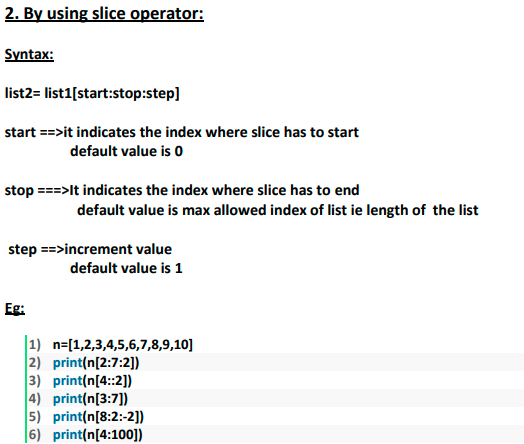 2. By using slice operator:
Syntax:
list2= list1[start:stop:step]
start ==>it indicates the index where slice has to start
default value is 0
stop ===>It indicates the index where slice has to end
default value is max allowed index of list ie length of the list
step ==>increment value
default value is 1
Eg:
1) n=[1,2,3,4,5,6,7,8,9,10]
2) print(n[2:7:2])
3) print(n[4::2])
4) print(n[3:7])
5) print(n[8:2:-2])
6) print(n[4:100])